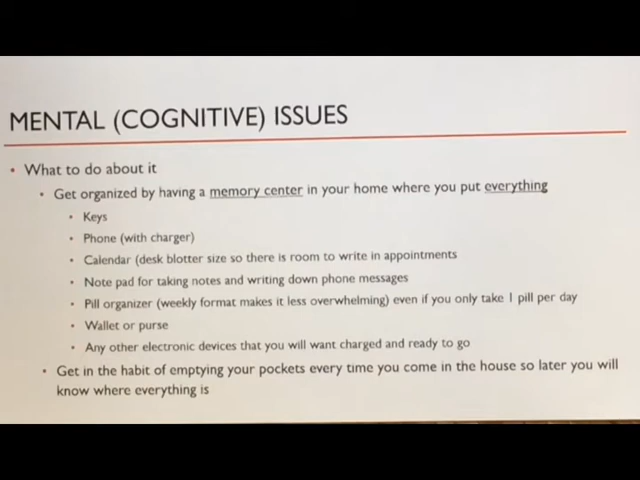 MENTAL (COGNITIVE) ISSUES
• What to do about it
• Get organized by having a memory center in your home where you put everything
• Keys
• Phone (with charger)
• Calendar (desk blotter size so there is room to write in appointments
• Note pad for taking notes and writing down phone messages
• Pill organizer (weekly format makes it less overwhelming) even if you only take 1 pill per day
• Wallet or purse
• Any other electronic devices that you will want charged and ready to go
• Get in the habit of emptying your pockets every time you come in the house so later you will
know where everything is